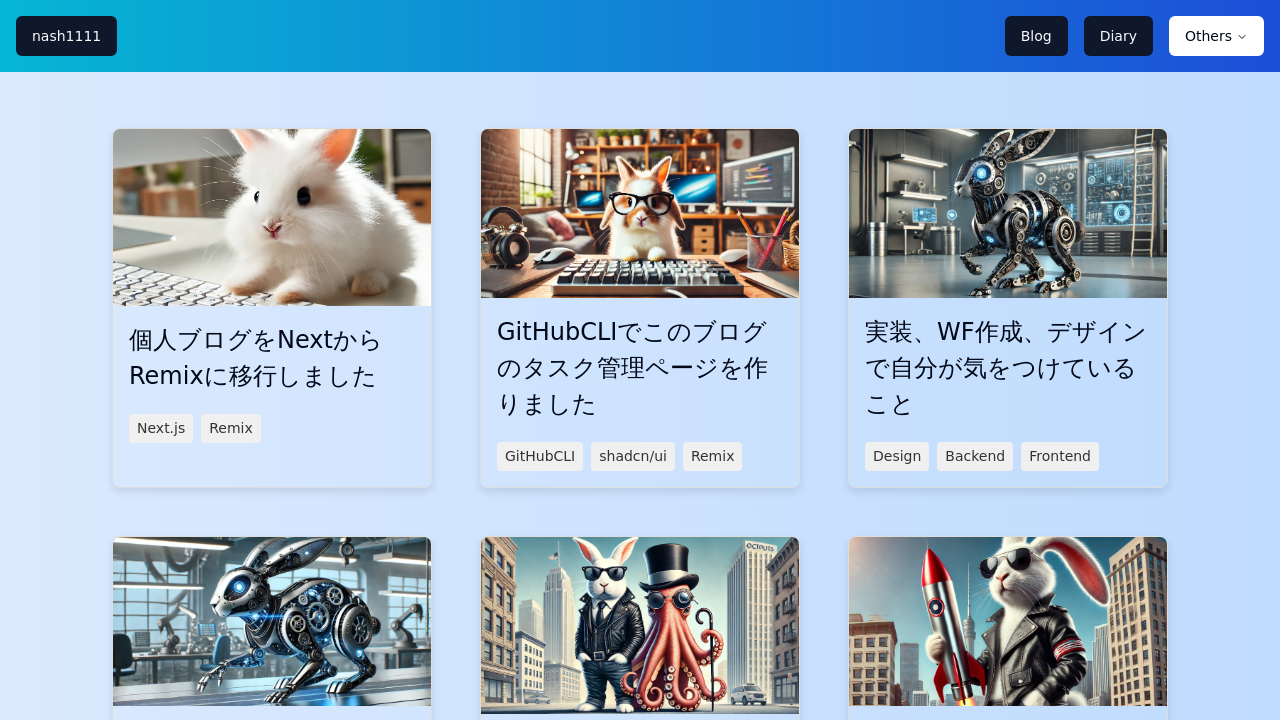 nash1111
Blog
Diary
Others
個人ブログをNextから
Remixに移行しました
Next.js
Remix
GitHubCLIでこのブログ
のタスク管理ページを作
りました
GitHubCLI
shadcn/ui
Remix
実装、WF作成、デザイン
で自分が気をつけている
こと
Design
Backend
Frontend